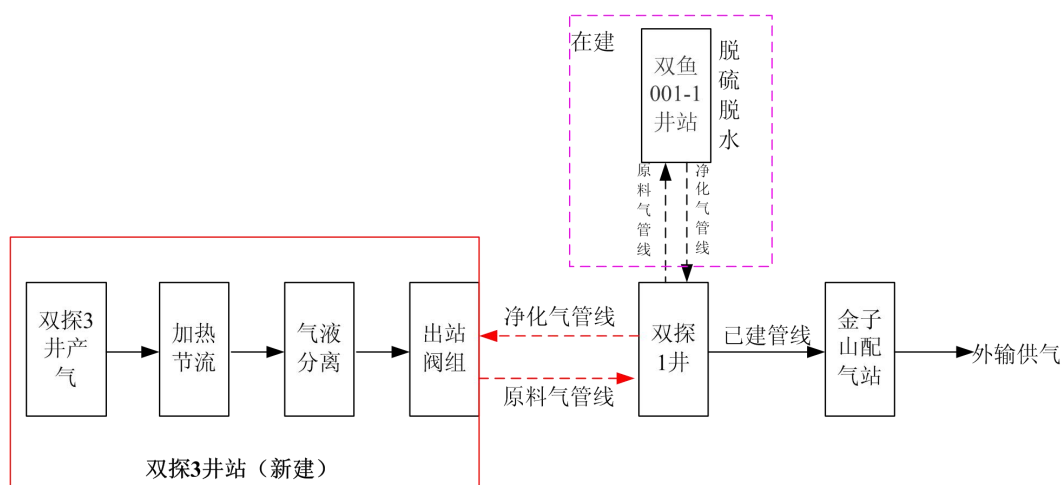 在建
双鱼
001-1
井站
脱硫脱水
原料气管线
净化气管线
双探3
井产
气
加热
节流
气液
分离
出站
阀组
净化气管线
原料气管线
双探
1井
已建管线
金子
山配
气站
外输供气
双探3井站（新建）